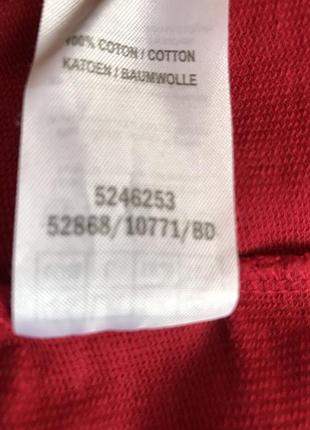 100% COTON / COTTON
KATOEN / BAUMWOLLE
5246253
52868/10771/BD